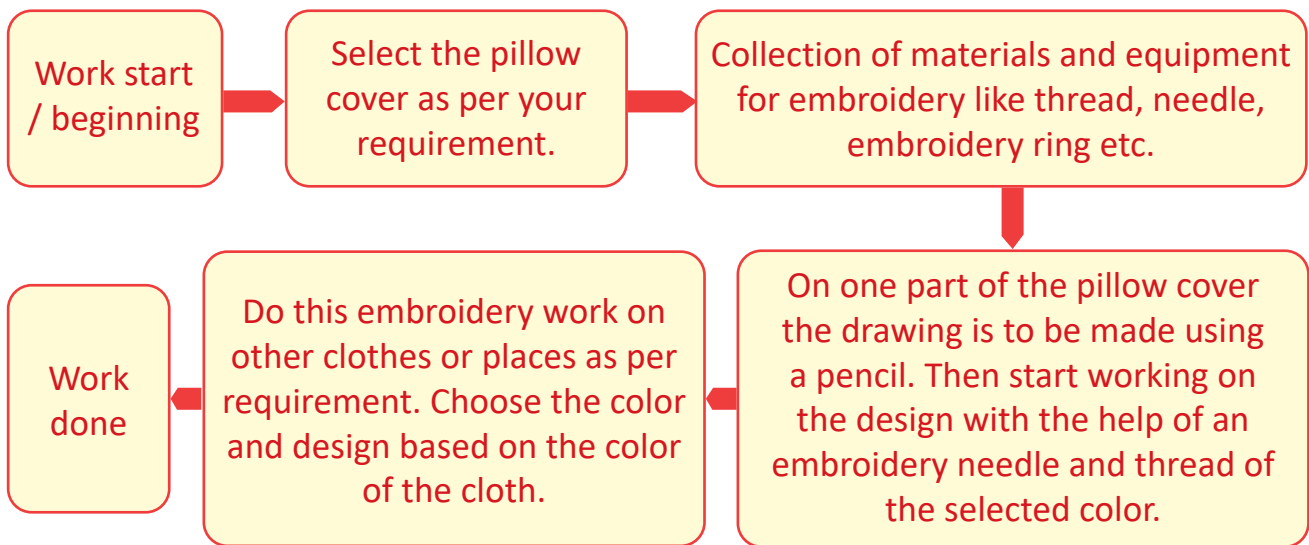 Work start
/ beginning
Select the pillow
cover as per your
requirement.
Collection of materials and equipment
for embroidery like thread, needle,
embroidery ring etc.
On one part of the pillow cover
the drawing is to be made using
a pencil. Then start working on
the design with the help of an
embroidery needle and thread of
the selected color.
Do this embroidery work on
other clothes or places as per
requirement. Choose the color
and design based on the color
of the cloth.
Work
done